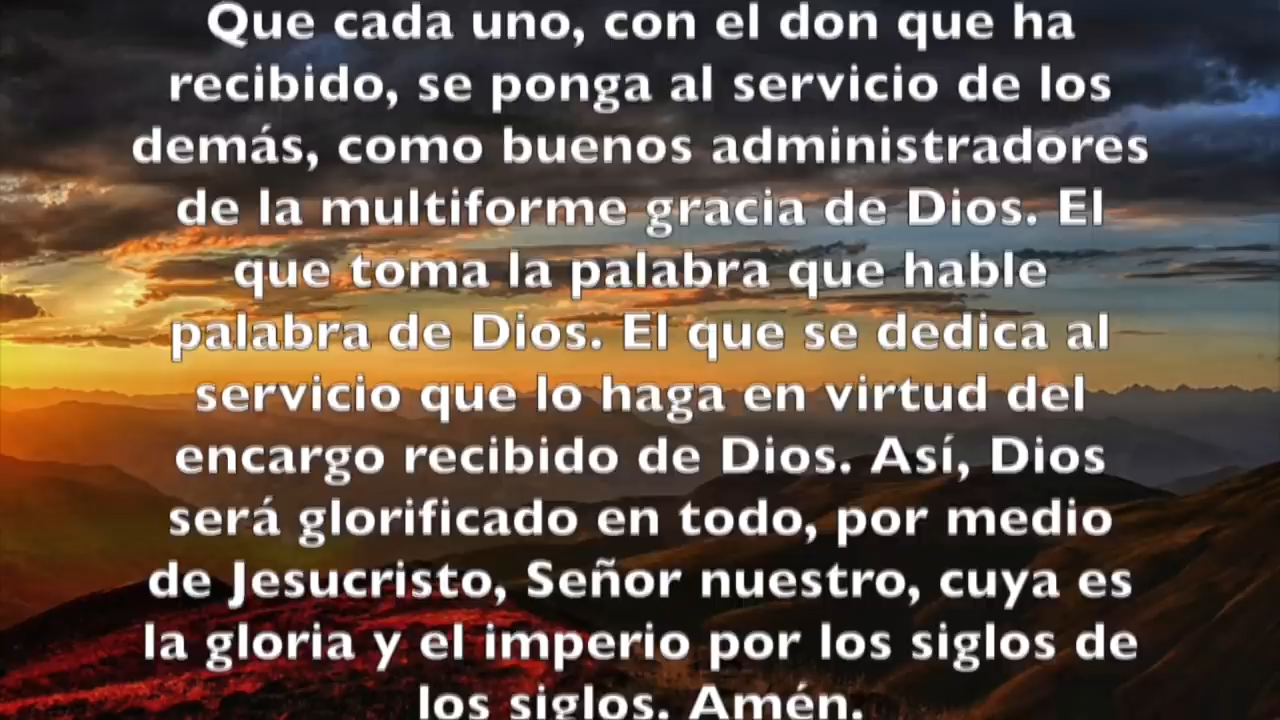 Que cada uno, con el don que ha
recibido, se ponga al servicio de los
demás, como buenos administradores
de la multiforme gracia de Dios. El
que toma la palabra que hable
palabra de Dios. El que se dedica al
servicio que lo haga en virtud del
encargo recibido de Dios. Así, Dios
será glorificado en todo, por medio
de Jesucristo, Señor nuestro, cuya es
la gloria y el imperio por los siglos de
los siglos. Amén.